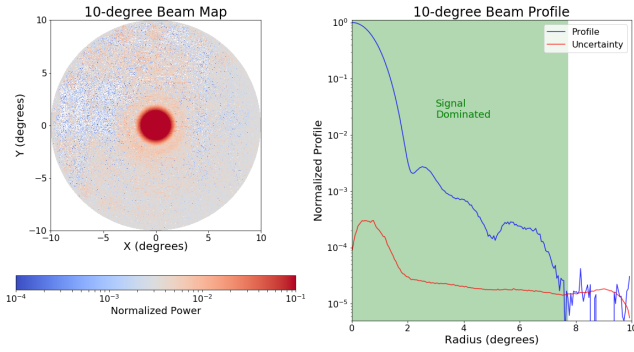 10-degree Beam Map
10
5
0
−5
−10
Y (degrees)
−10
−5
0
5
10
X (degrees)
10⁻⁴
10⁻³
10⁻²
10⁻¹
Normalized Power
10-degree Beam Profile
Profile
Uncertainty
Signal
Dominated
10⁰
10⁻¹
10⁻²
10⁻³
10⁻⁴
10⁻⁵
Normalized Profile
0
2
4
6
8
10
Radius (degrees)